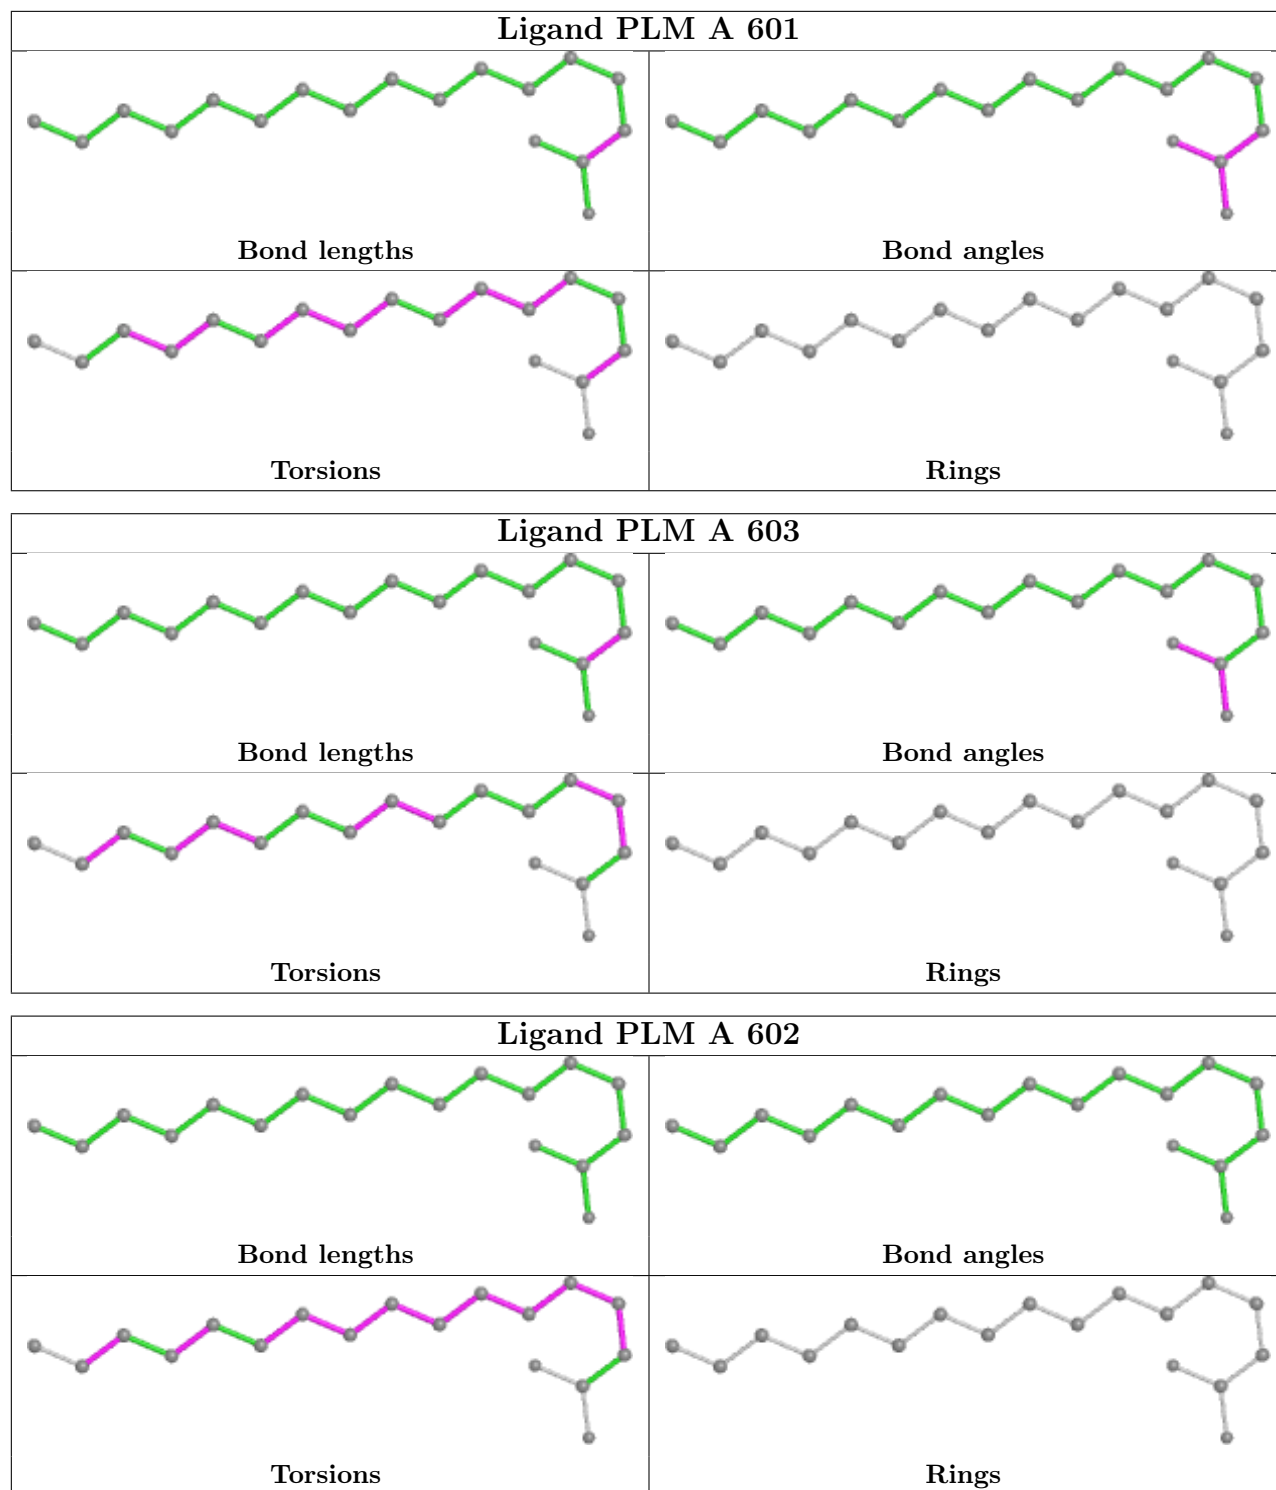 Ligand PLM A 601
Bond lengths
Bond angles
Torsions
Rings
Ligand PLM A 603
Bond lengths
Bond angles
Torsions
Rings
Ligand PLM A 602
Bond lengths
Bond angles
Torsions
Rings